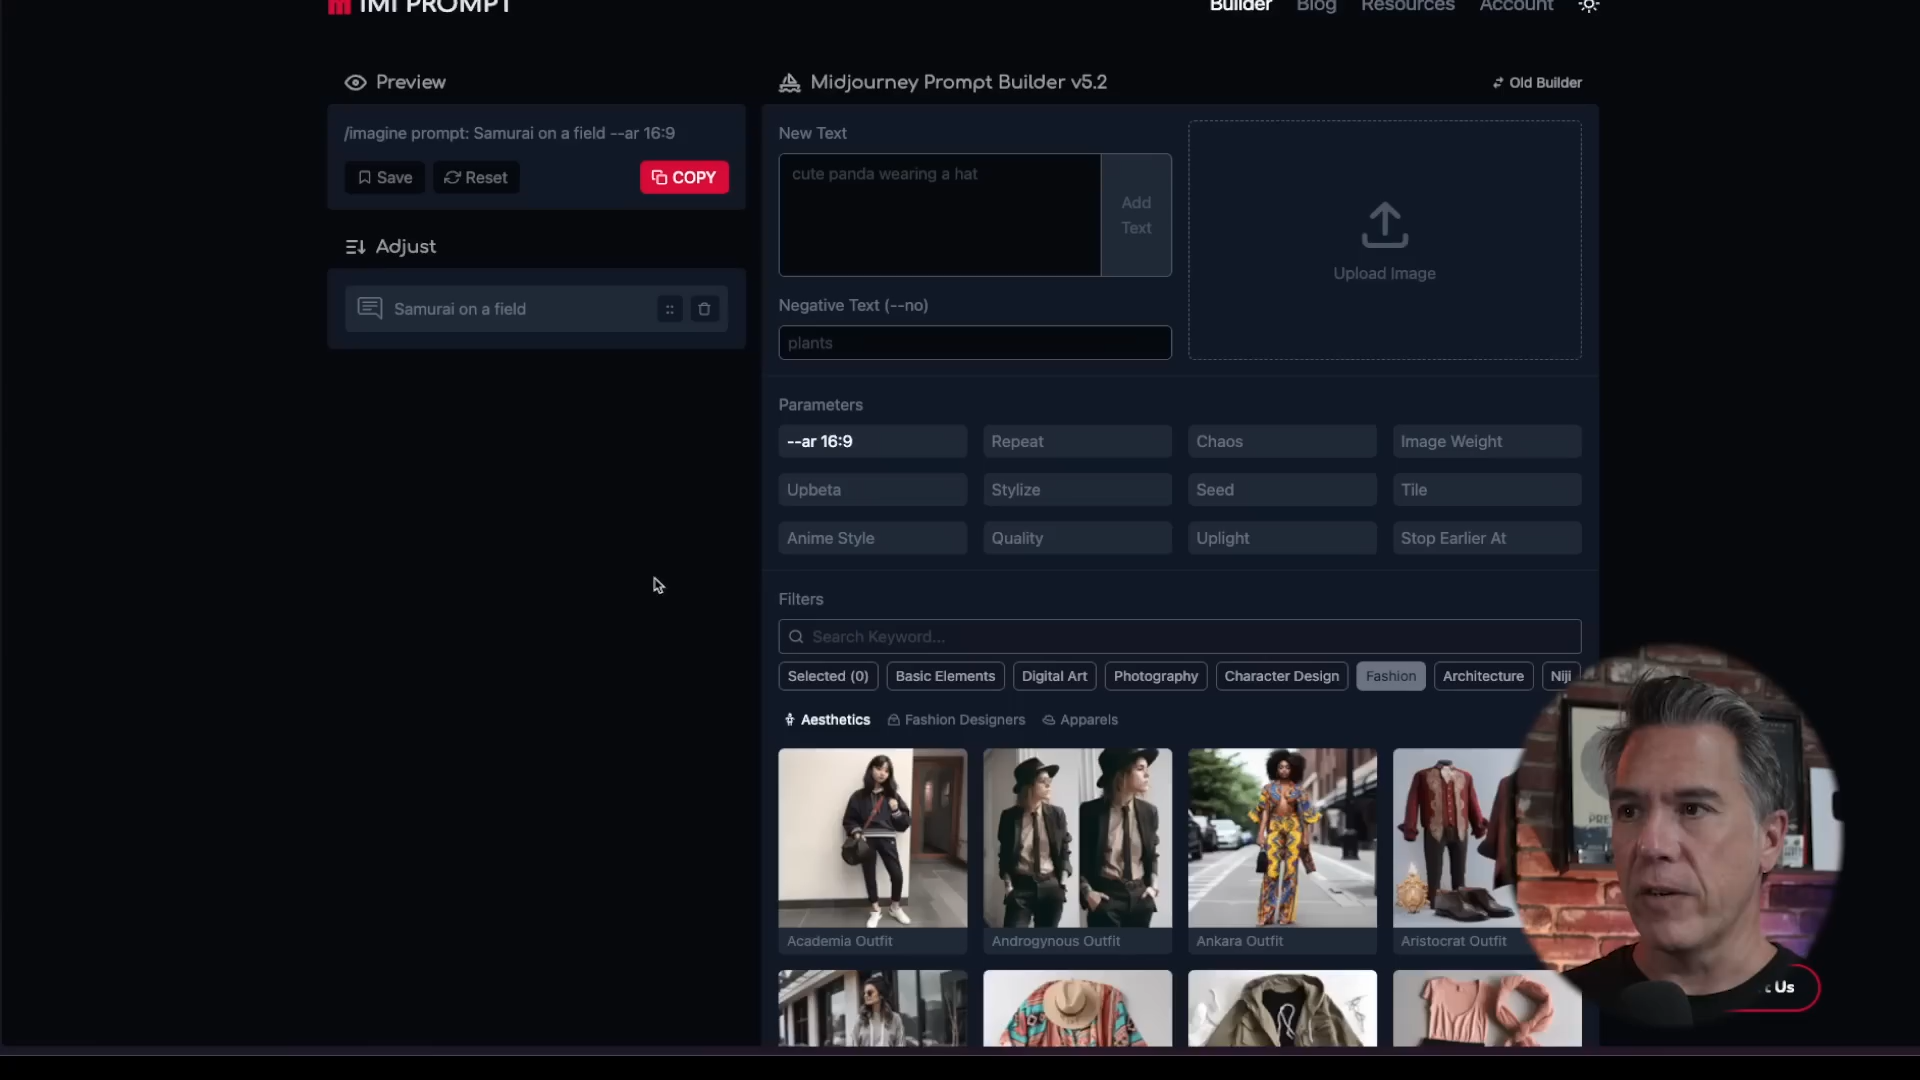 IMI PROMPT
Builder
Blog
Resources
Account
Preview
/imagine prompt: Samurai on a field --ar 16:9
Save
Reset
COPY
Adjust
Samurai on a field
Midjourney Prompt Builder v5.2
Old Builder
New Text
cute panda wearing a hat
Add
Text
Upload Image
Negative Text (--no)
plants
Parameters
--ar 16:9
Repeat
Chaos
Image Weight
Upbeta
Stylize
Seed
Tile
Anime Style
Quality
Uplight
Stop Earlier At
Filters
Search Keyword...
Selected (0)
Basic Elements
Digital Art
Photography
Character Design
Fashion
Architecture
Niji
Aesthetics
Fashion Designers
Apparels
Academia Outfit
Androgynous Outfit
Ankara Outfit
Aristocrat Outfit
Us